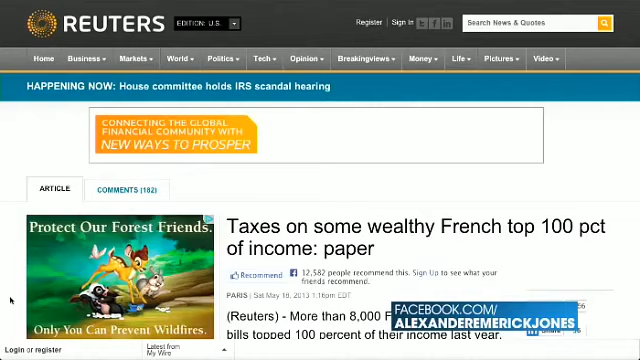 REUTERS
EDITION: U.S.
Register
Sign In
Search News & Quotes
Home
Business
Markets
World
Politics
Tech
Opinion
Breakingviews
Money
Life
Pictures
Video
HAPPENING NOW: House committee holds IRS scandal hearing
CONNECTING THE GLOBAL
FINANCIAL COMMUNITY WITH
NEW WAYS TO PROSPER
ARTICLE
COMMENTS (182)
Protect Our Forest Friends.
Only You Can Prevent Wildfires.
Taxes on some wealthy French top 100 pct
of income: paper
Recommend
12,582 people recommend this. Sign Up to see what your
friends recommend.
PARIS | Sat May 18, 2013 1:16pm EDT
(Reuters) - More than 8,000 F
bills topped 100 percent of their income last year.
FACEBOOK.COM/
ALEXANDEREMERICKJONES
Login or register
Latest from
My Wire